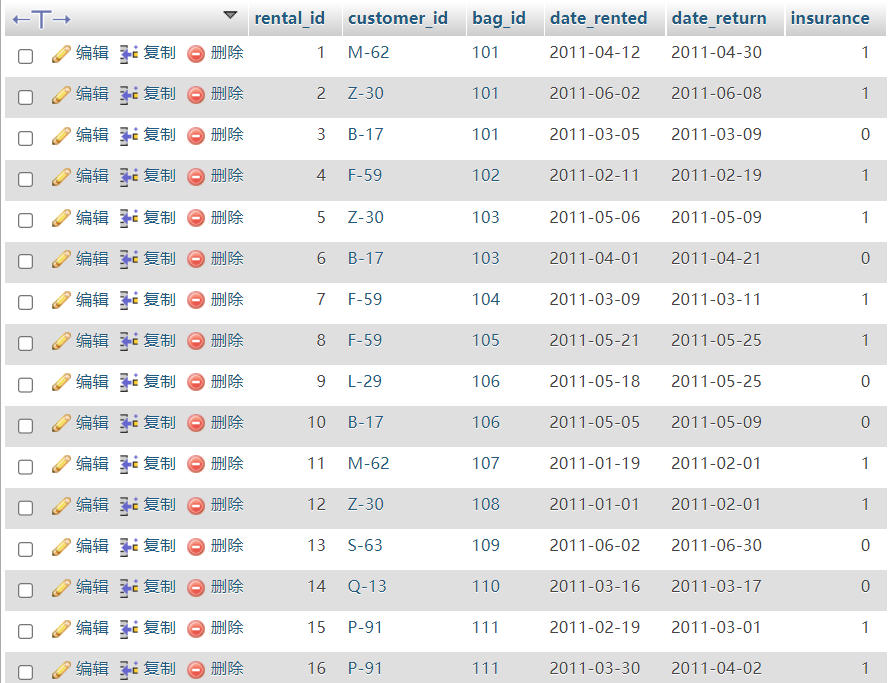 rental_id customer_id bag_id date_rented date_return insurance
编辑 复制 删除 1 M-62 101 2011-04-12 2011-04-30 1
编辑 复制 删除 2 Z-30 101 2011-06-02 2011-06-08 1
编辑 复制 删除 3 B-17 101 2011-03-05 2011-03-09 0
编辑 复制 删除 4 F-59 102 2011-02-11 2011-02-19 1
编辑 复制 删除 5 Z-30 103 2011-05-06 2011-05-09 1
编辑 复制 删除 6 B-17 103 2011-04-01 2011-04-21 0
编辑 复制 删除 7 F-59 104 2011-03-09 2011-03-11 1
编辑 复制 删除 8 F-59 105 2011-05-21 2011-05-25 1
编辑 复制 删除 9 L-29 106 2011-05-18 2011-05-25 0
编辑 复制 删除 10 B-17 106 2011-05-05 2011-05-09 0
编辑 复制 删除 11 M-62 107 2011-01-19 2011-02-01 1
编辑 复制 删除 12 Z-30 108 2011-01-01 2011-02-01 1
编辑 复制 删除 13 S-63 109 2011-06-02 2011-06-30 0
编辑 复制 删除 14 Q-13 110 2011-03-16 2011-03-17 0
编辑 复制 删除 15 P-91 111 2011-02-19 2011-03-01 1
编辑 复制 删除 16 P-91 111 2011-03-30 2011-04-02 1